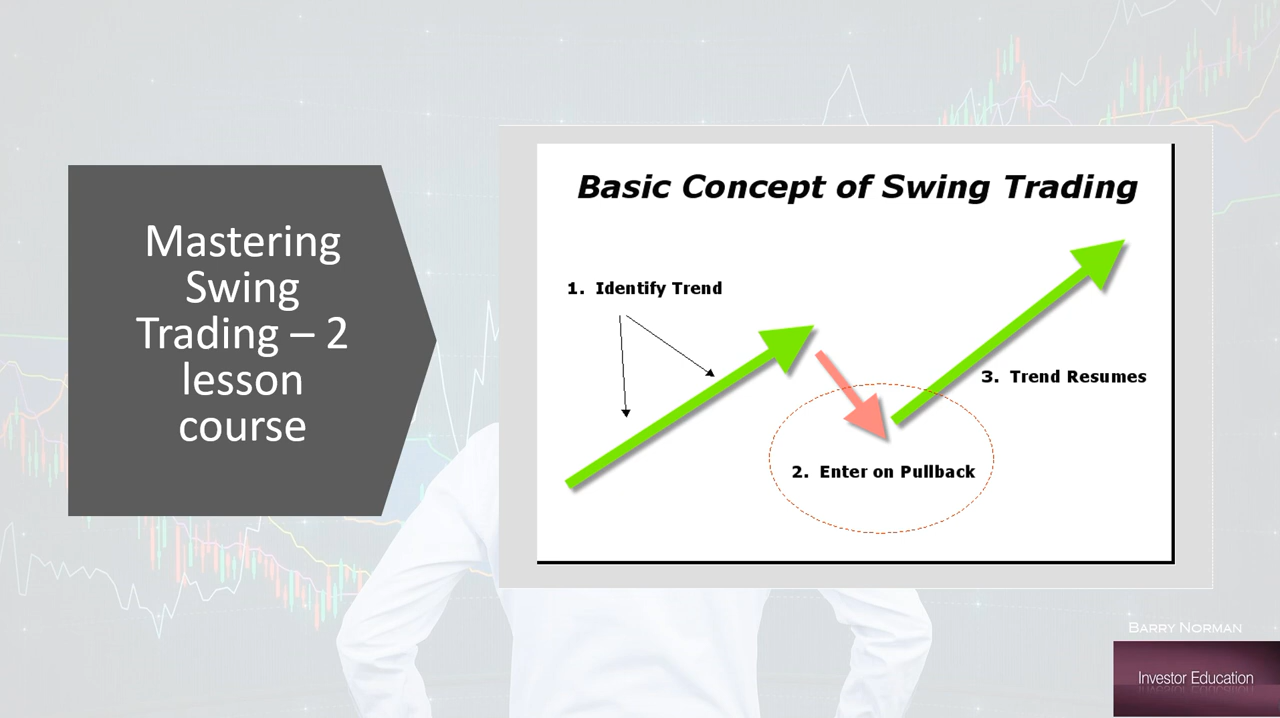 Mastering
Swing
Trading – 2
lesson
course
Basic Concept of Swing Trading
1. Identify Trend
3. Trend Resumes
2. Enter on Pullback
Barry Norman
Investor Education